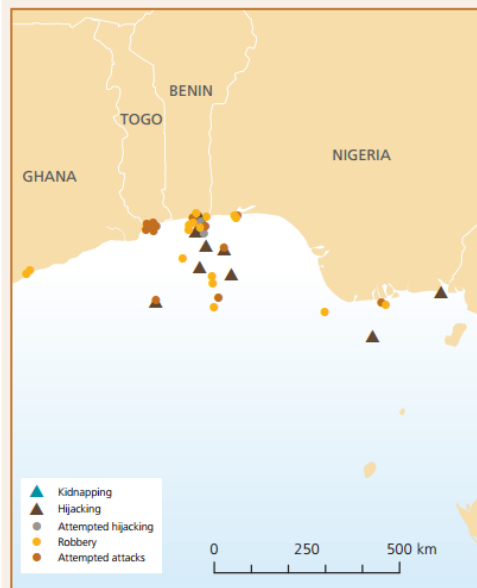 BENIN
TOGO
NIGERIA
GHANA
Kidnapping
Hijacking
Attempted hijacking
Robbery
Attempted attacks
0 250 500 km